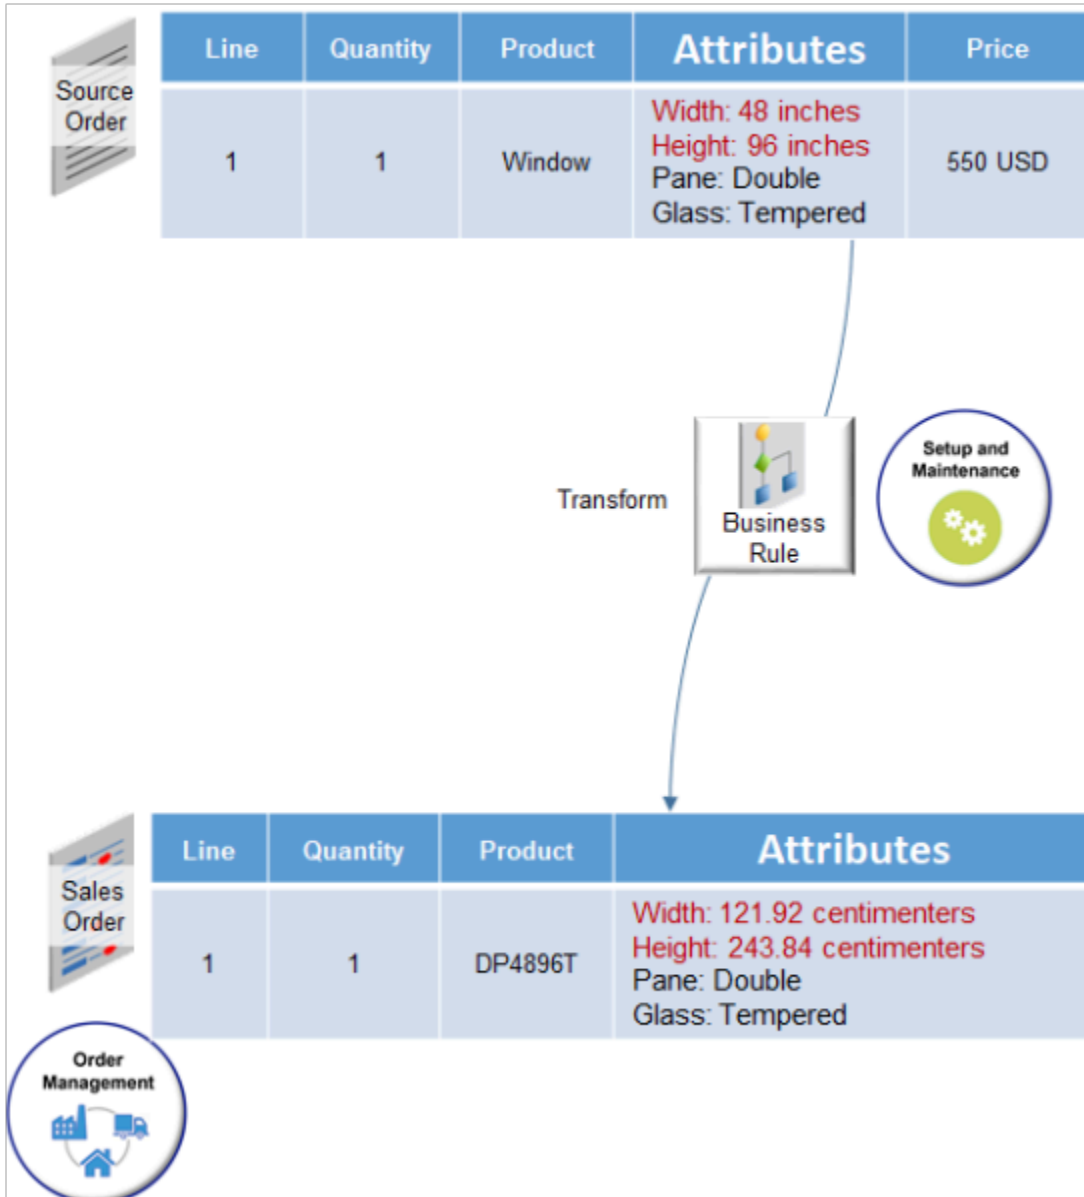 Line Quantity Product Attributes Price
Source
Order
1 1 Window Width: 48 inches 550 USD
Height: 96 inches
Pane: Double
Glass: Tempered
Transform
Business
Rule
Setup and
Maintenance
Line Quantity Product Attributes
Sales
Order
1 1 DP4896T Width: 121.92 centimenters
Height: 243.84 centimenters
Pane: Double
Glass: Tempered
Order
Management